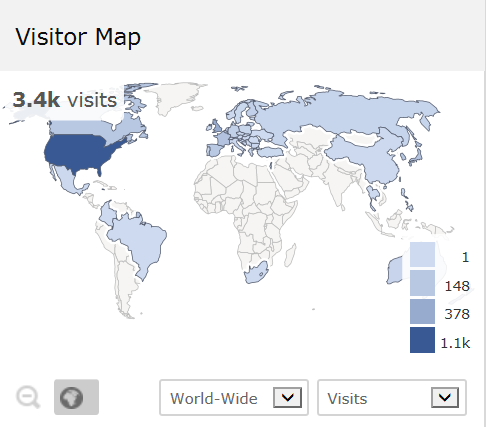 Visitor Map
3.4k visits
1
148
378
1.1k
World-Wide
Visits